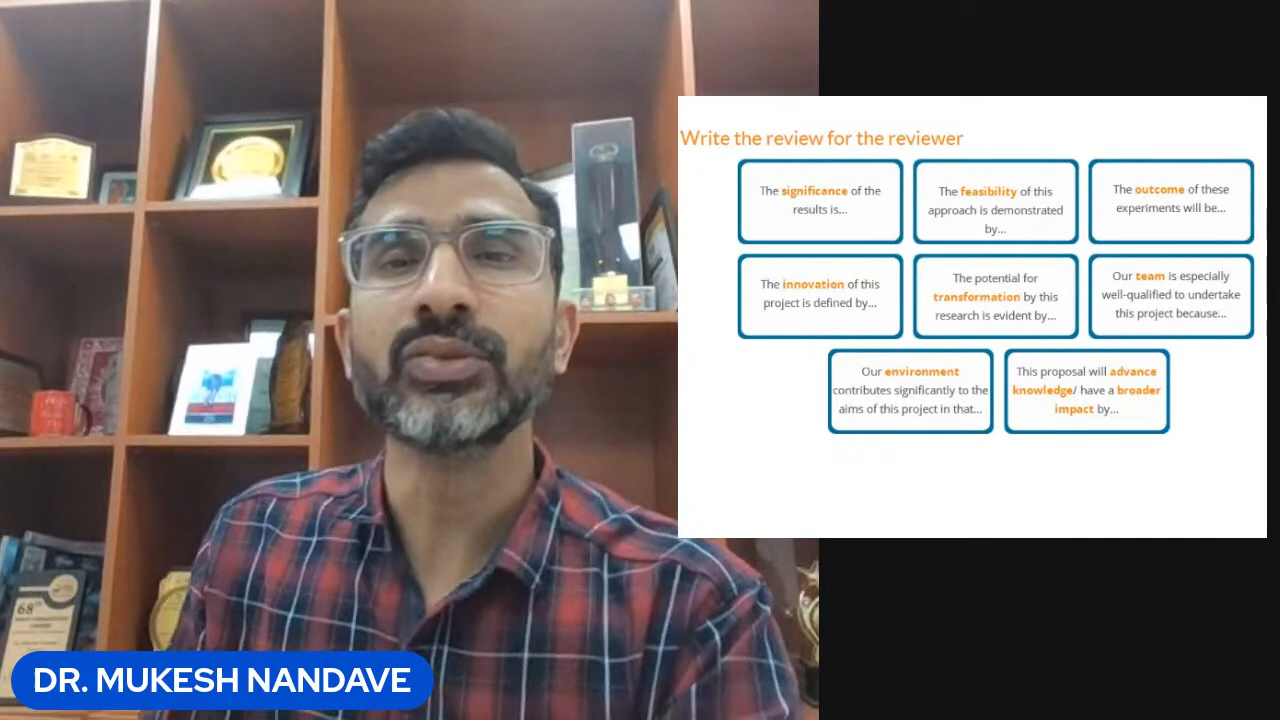 Write the review for the reviewer
The significance of the
results is...
The feasibility of this
approach is demonstrated
by...
The outcome of these
experiments will be...
The innovation of this
project is defined by...
The potential for
transformation by this
research is evident by...
Our team is especially
well-qualified to undertake
this project because...
Our environment
contributes significantly to the
aims of this project in that...
This proposal will advance
knowledge/ have a broader
impact by...
68
DR. MUKESH NANDAVE